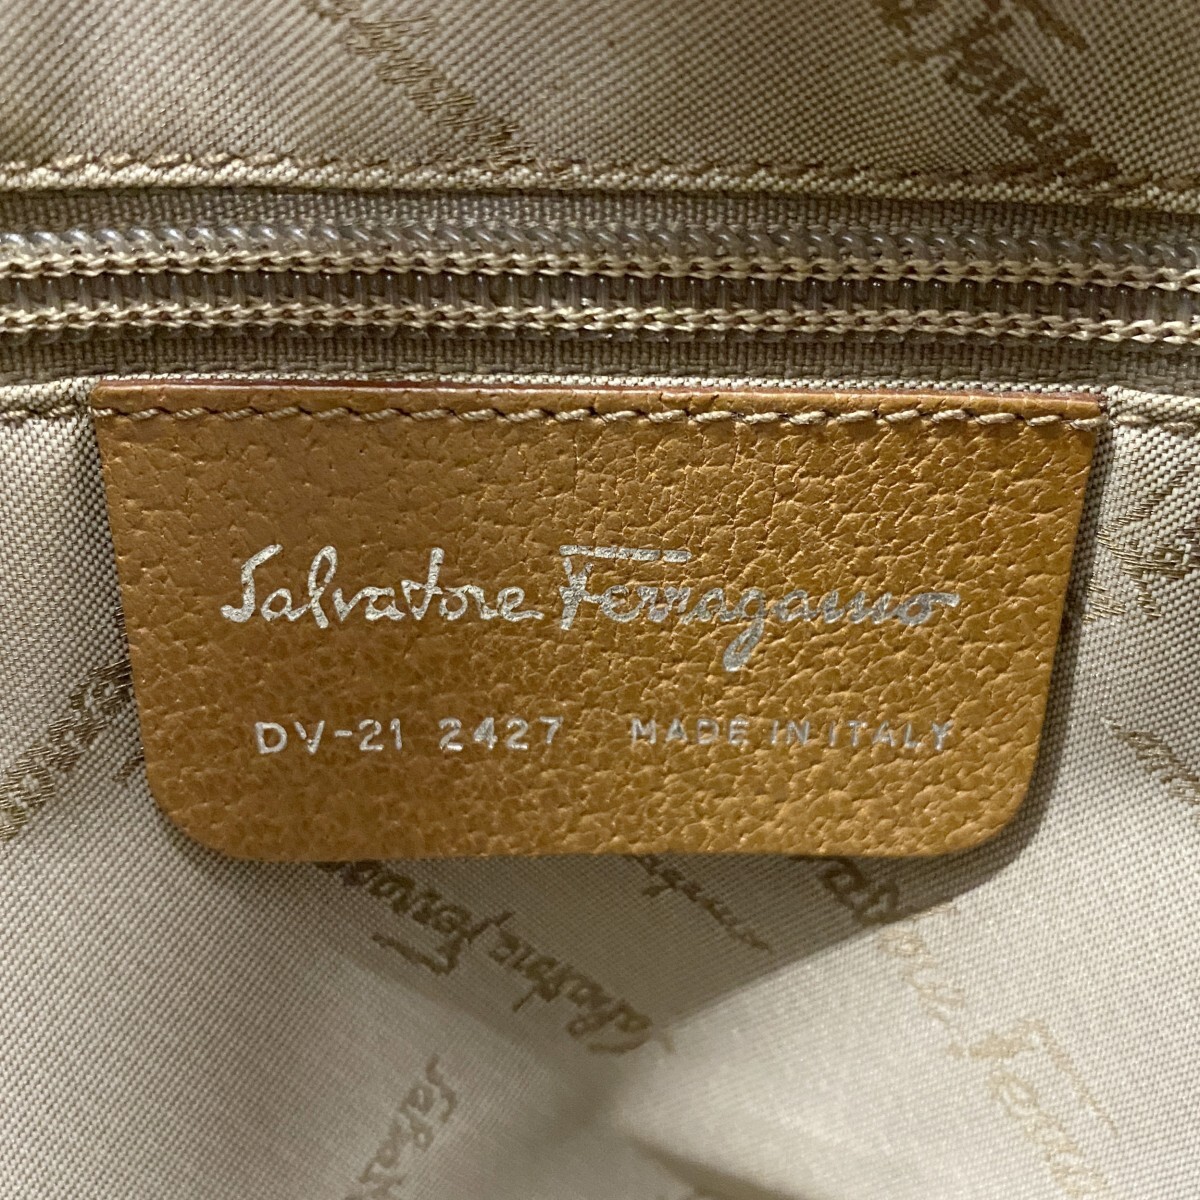 Salvatore Ferragamo
DV-21 2427 MADE IN ITALY